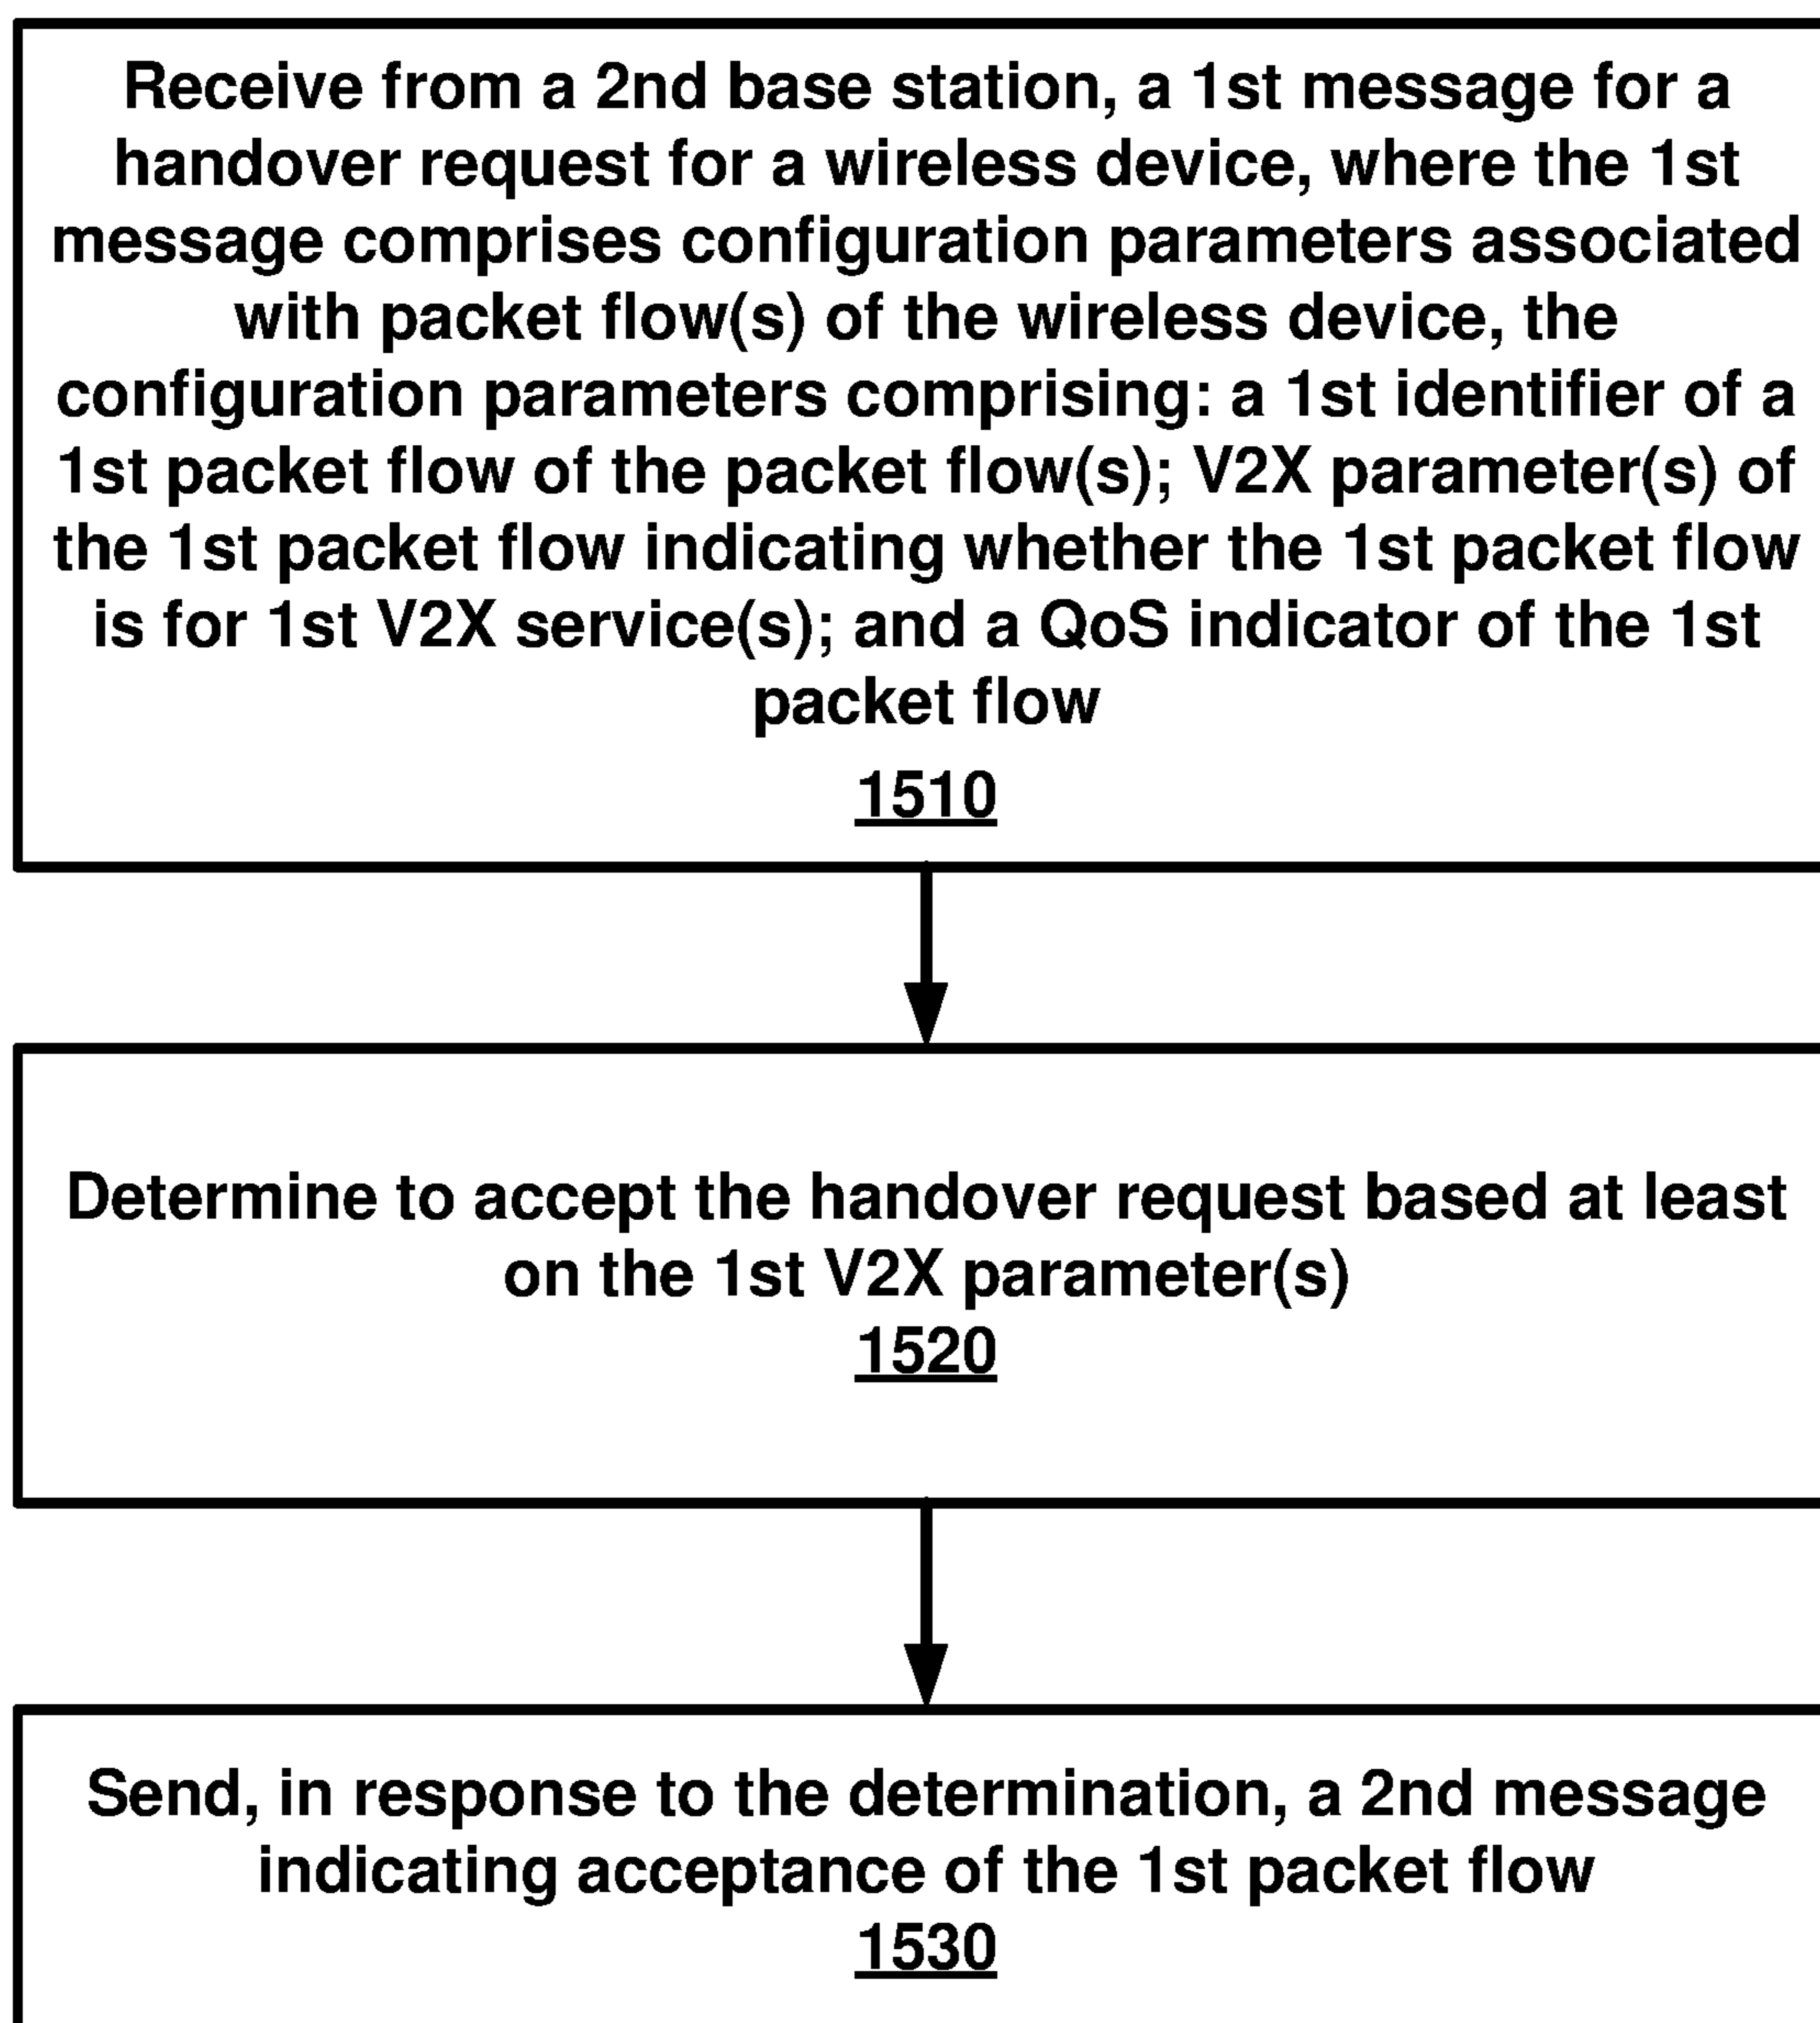 Receive from a 2nd base station, a 1st message for a
handover request for a wireless device, where the 1st
message comprises configuration parameters associated
with packet flow(s) of the wireless device, the
configuration parameters comprising: a 1st identifier of a
1st packet flow of the packet flow(s); V2X parameter(s) of
the 1st packet flow indicating whether the 1st packet flow
is for 1st V2X service(s); and a QoS indicator of the 1st
packet flow
1510
Determine to accept the handover request based at least
on the 1st V2X parameter(s)
1520
Send, in response to the determination, a 2nd message
indicating acceptance of the 1st packet flow
1530